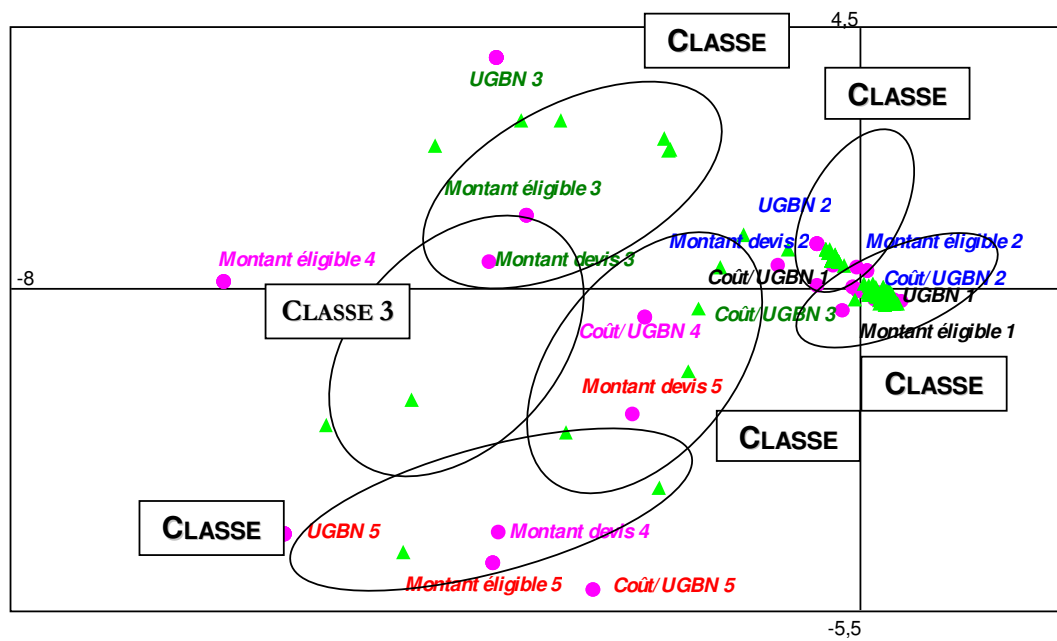 4,5
CLASSE
UGBN 3
CLASSE
Montant éligible 3
UGBN 2
Montant devis 2
Montant éligible 2
Montant éligible 4
Montant devis 3
-8
Coût/UGBN 1
Coût/UGBN 2
UGBN 1
CLASSE 3
Coût/UGBN 3
Coût/UGBN 4
Montant éligible 1
Montant devis 5
CLASSE
CLASSE
CLASSE
UGBN 5
Montant devis 4
Montant éligible 5
Coût/UGBN 5
-5,5